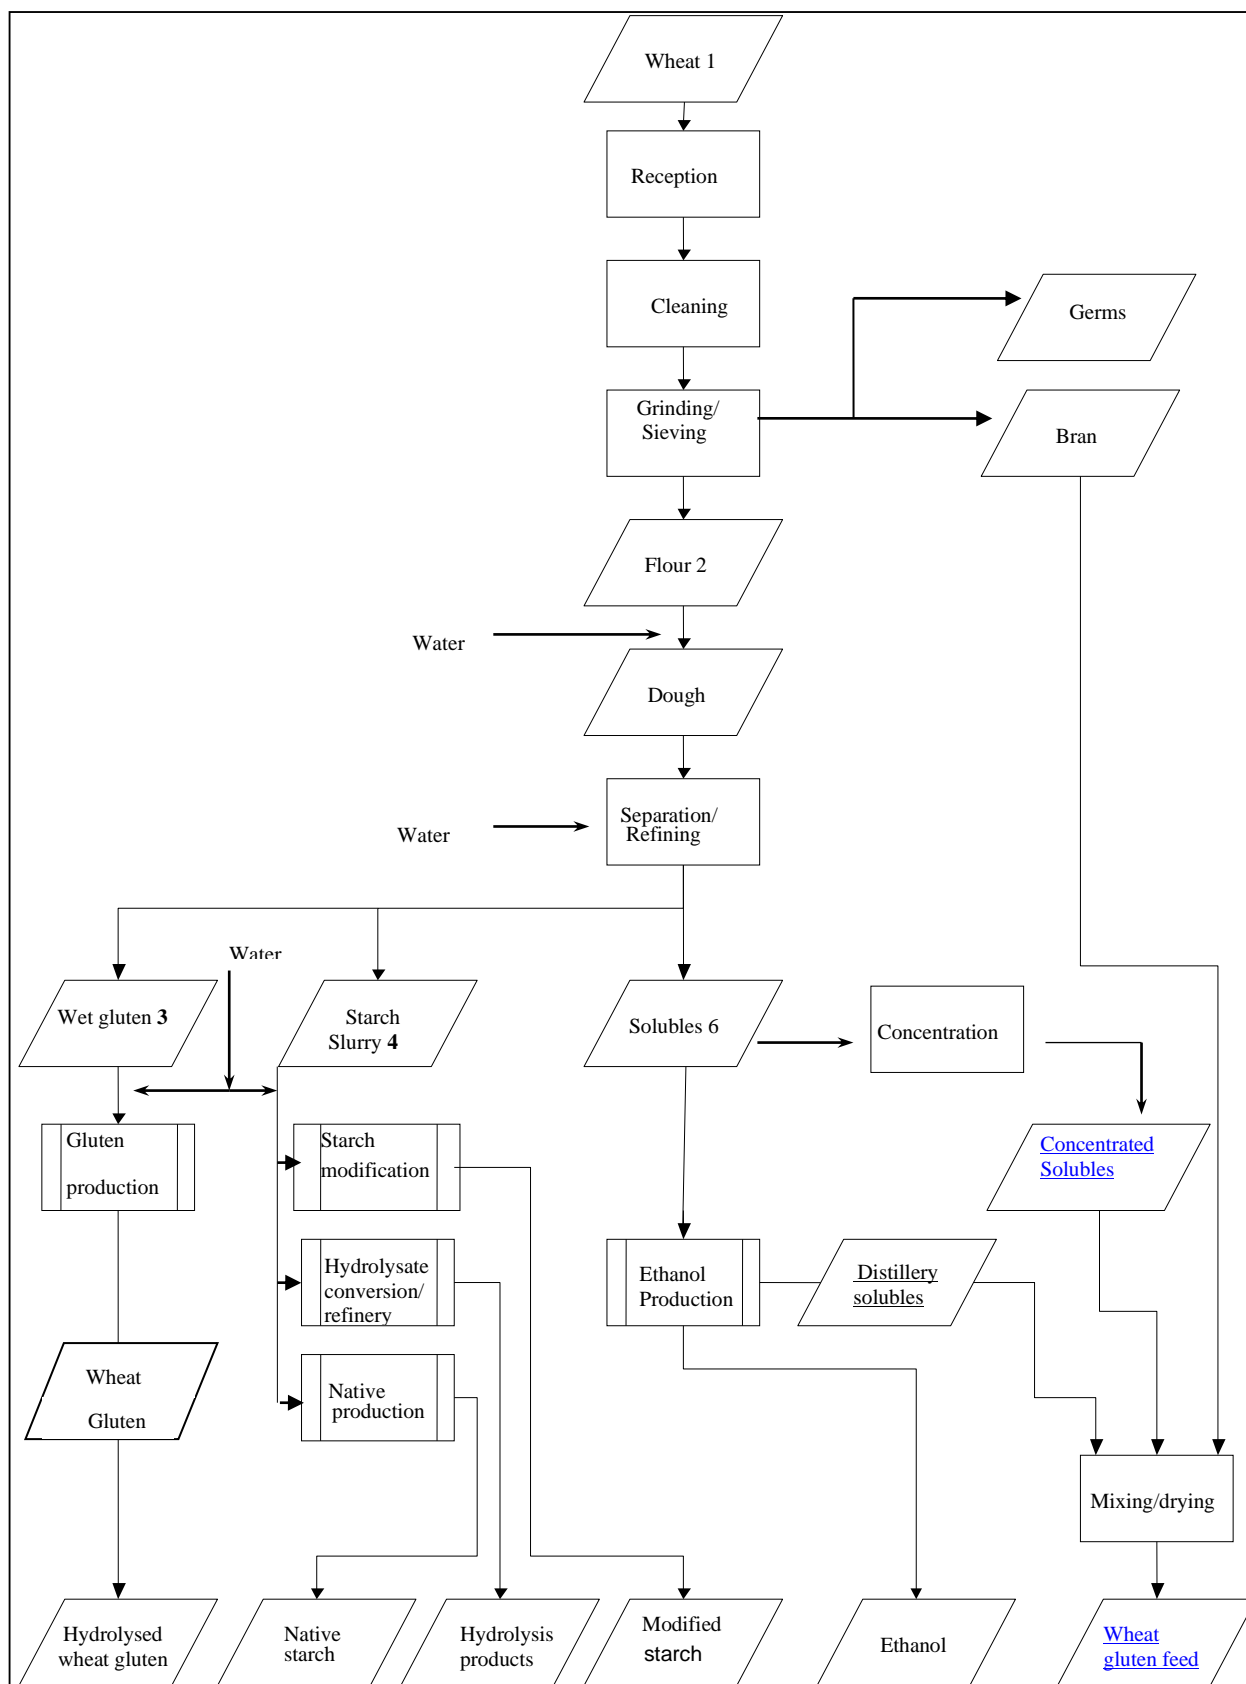 Wheat 1
Reception
Cleaning
Germs
Grinding/
Sieving
Bran
Flour 2
Water
Dough
Water
Separation/
Refining
Water
Wet gluten 3
Starch
Slurry 4
Solubles 6
Concentration
Gluten
production
Starch
modification
Concentrated
Solubles
Hydrolysate
conversion/
refinery
Ethanol
Production
Distillery
solubles
Wheat
Gluten
Native
production
Mixing/drying
Hydrolysed
wheat gluten
Native
starch
Hydrolysis
products
Modified
starch
Ethanol
Wheat
gluten feed